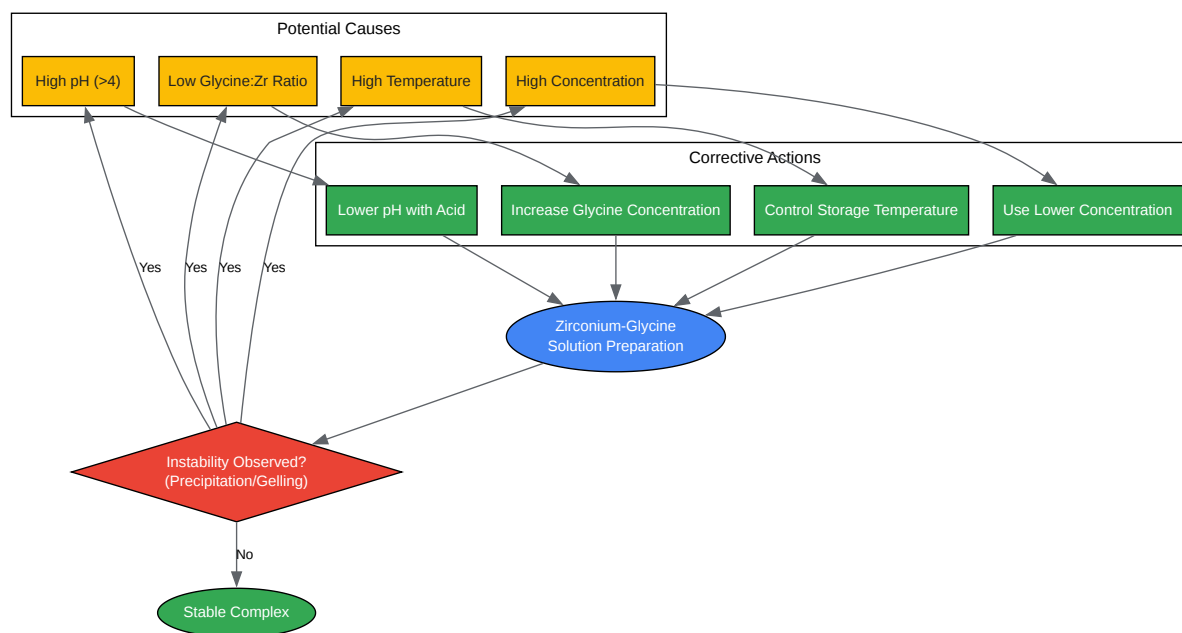 Potential Causes
High pH (>4)
Low Glycine:Zr Ratio
High Temperature
High Concentration
Corrective Actions
Lower pH with Acid
Increase Glycine Concentration
Control Storage Temperature
Use Lower Concentration
Yes
Yes
Yes
Yes
Zirconium-Glycine
Solution Preparation
Instability Observed?
(Precipitation/Gelling)
No
Stable Complex